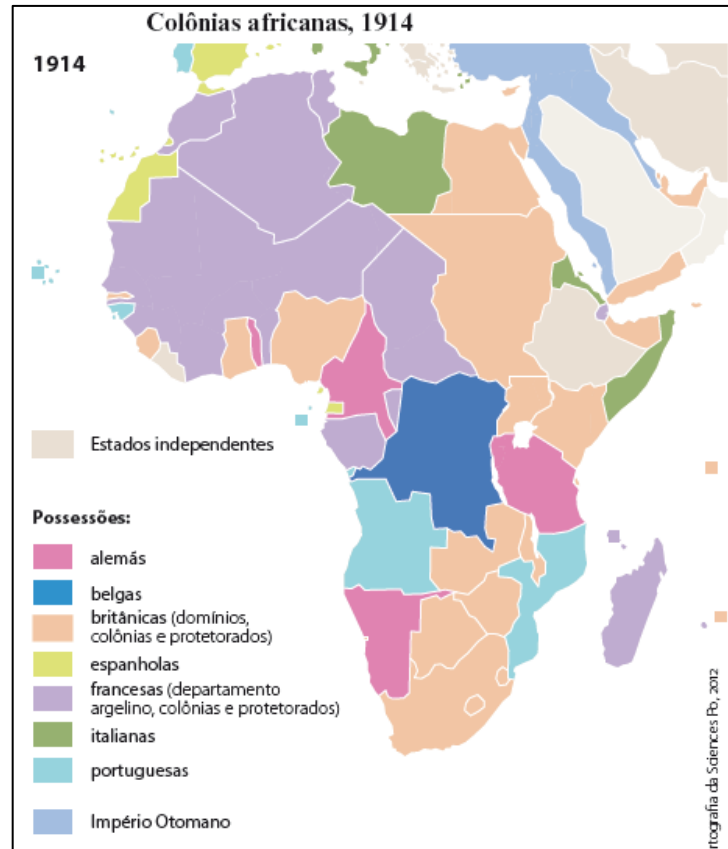 Colônias africanas, 1914
1914
Estados independentes
Possessões:
alemás
belgas
britânicas (domínios,
colônias e protetorados)
espanholas
francesas (departamento
argelino, colônias e protetorados)
italianas
portuguesas
Império Otomano
rtografia da Sciences Po, 2012